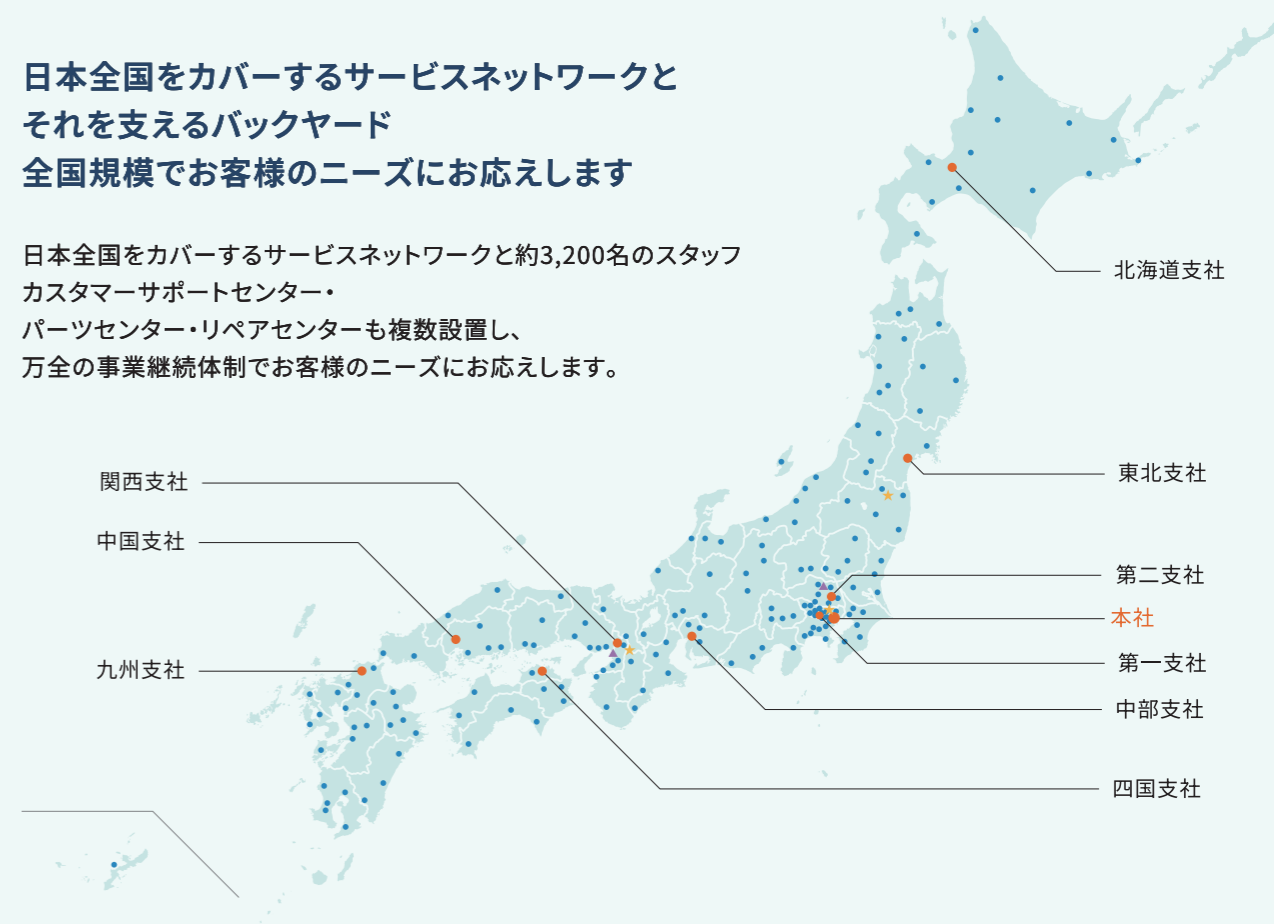 日本全国をカバーするサービスネットワークと
それを支えるバックヤード
全国規模でお客様のニーズにお応えします
日本全国をカバーするサービスネットワークと約3,200名のスタッフ
カスタマーサポートセンター・
パーツセンター・リペアセンターも複数設置し、
万全の事業継続体制でお客様のニーズにお応えします。
北海道支社
東北支社
関西支社
中国支社
第二支社
本社
第一支社
九州支社
中部支社
四国支社